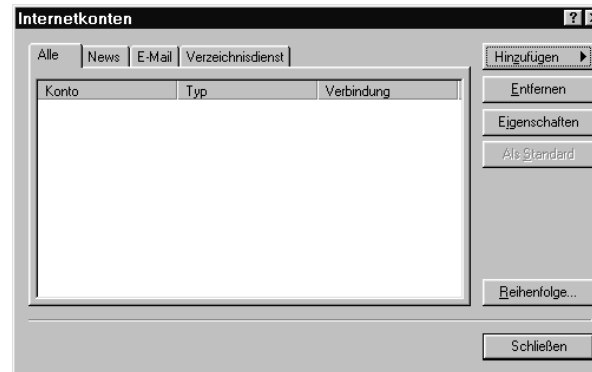 Internetkonten
Alle News E-Mail Verzeichnisdienst
Konto Typ Verbindung
Hinzufügen
Entfernen
Eigenschaften
Als Standard
Reihenfolge...
Schließen